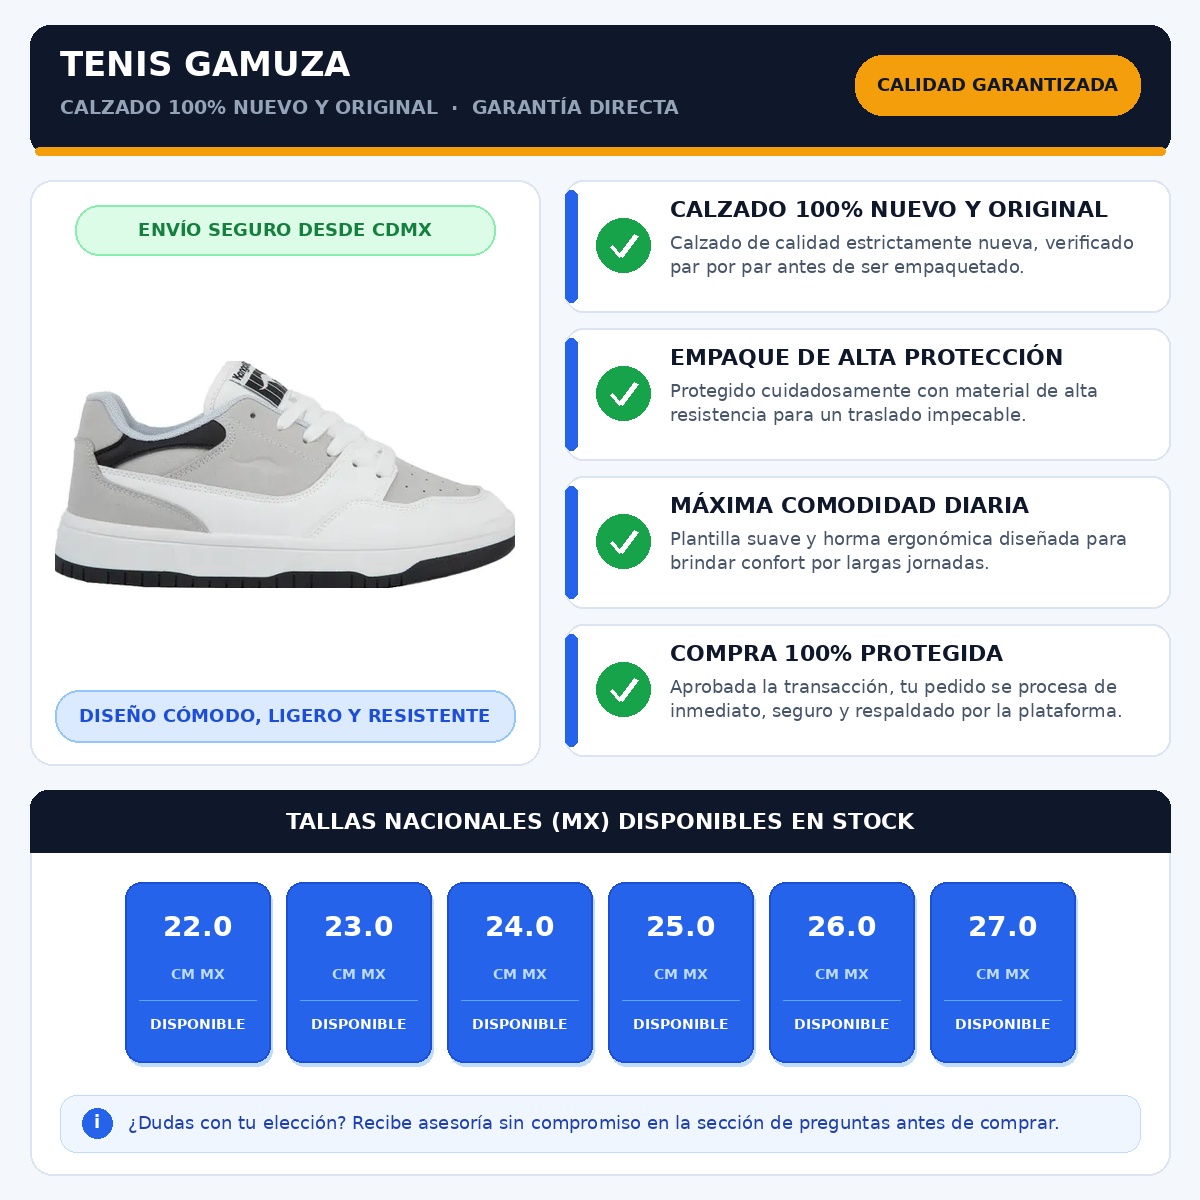 TENIS GAMUZA
CALZADO 100% NUEVO Y ORIGINAL · GARANTÍA DIRECTA
CALIDAD GARANTIZADA
ENVÍO SEGURO DESDE CDMX
DISEÑO CÓMODO, LIGERO Y RESISTENTE
CALZADO 100% NUEVO Y ORIGINAL
Calzado de calidad estrictamente nueva, verificado
par por par antes de ser empaquetado.
EMPAQUE DE ALTA PROTECCIÓN
Protegido cuidadosamente con material de alta
resistencia para un traslado impecable.
MÁXIMA COMODIDAD DIARIA
Plantilla suave y horma ergonómica diseñada para
brindar confort por largas jornadas.
COMPRA 100% PROTEGIDA
Aprobada la transacción, tu pedido se procesa de
inmediato, seguro y respaldado por la plataforma.
TALLAS NACIONALES (MX) DISPONIBLES EN STOCK
22.0 23.0 24.0 25.0 26.0 27.0
CM MX CM MX CM MX CM MX CM MX CM MX
DISPONIBLE DISPONIBLE DISPONIBLE DISPONIBLE DISPONIBLE DISPONIBLE
i ¿Dudas con tu elección? Recibe asesoría sin compromiso en la sección de preguntas antes de comprar.